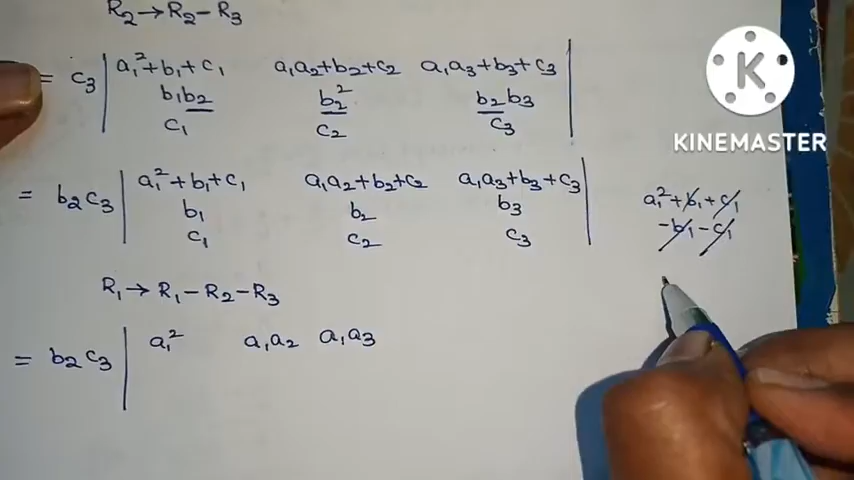 R₂→R₂-R₃
= c₃ | a₁²+b₁+c₁ a₁a₂+b₂+c₂ a₁a₃+b₃+c₃ |
b₁b₂ b₂² b₂b₃
c₁ c₂ c₃
= b₂c₃ | a₁²+b₁+c₁ a₁a₂+b₂+c₂ a₁a₃+b₃+c₃ |
b₁ b₂ b₃
c₁ c₂ c₃
a₁²+b₁+c₁
-b₁-c₁
R₁→R₁-R₂-R₃
= b₂c₃ | a₁² a₁a₂ a₁a₃
K
KINEMASTER